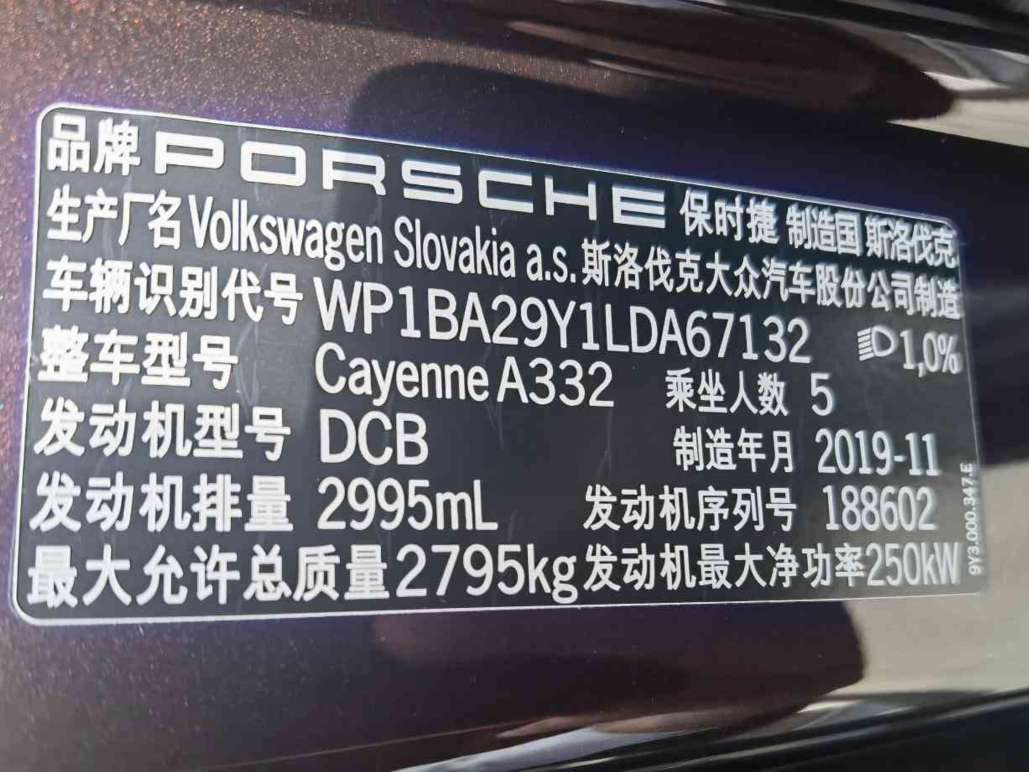 品牌 PORSCHE 保时捷 制造国 斯洛伐克
生产厂名 Volkswagen Slovakia a.s. 斯洛伐克大众汽车股份公司制造
车辆识别代号 WP1BA29Y1LDA67132 1,0%
整车型号 Cayenne A332 乘坐人数 5
发动机型号 DCB 制造年月 2019-11
发动机排量 2995mL 发动机序列号 188602
最大允许总质量 2795kg 发动机最大净功率 250kW
9Y3.000.347.E